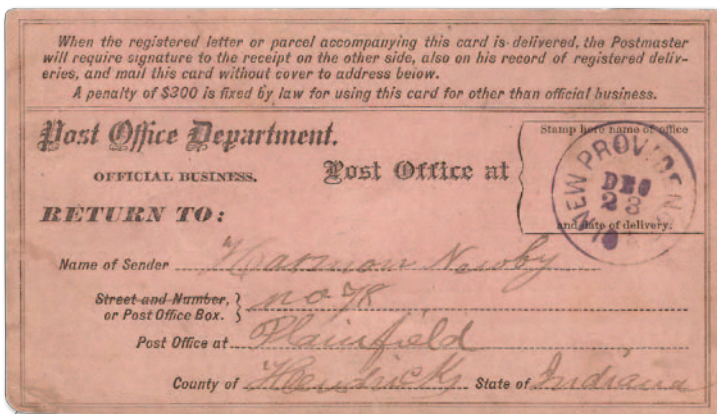 When the registered letter or parcel accompanying this card is delivered, the Postmaster
will require signature to the receipt on the other side, also on his record of registered deliv-
eries, and mail this card without cover to address below.
A penalty of $300 is fixed by law for using this card for other than official business.
Post Office Department.
OFFICIAL BUSINESS.
Post Office at
Stamp here name of office
and date of delivery.
NEW PROVIDEN
DEC
23
RETURN TO:
Name of Sender Harmon Newby
Street and Number, or Post Office Box. } No 78
Post Office at Plainfield
County of Hendricks State of Indiana